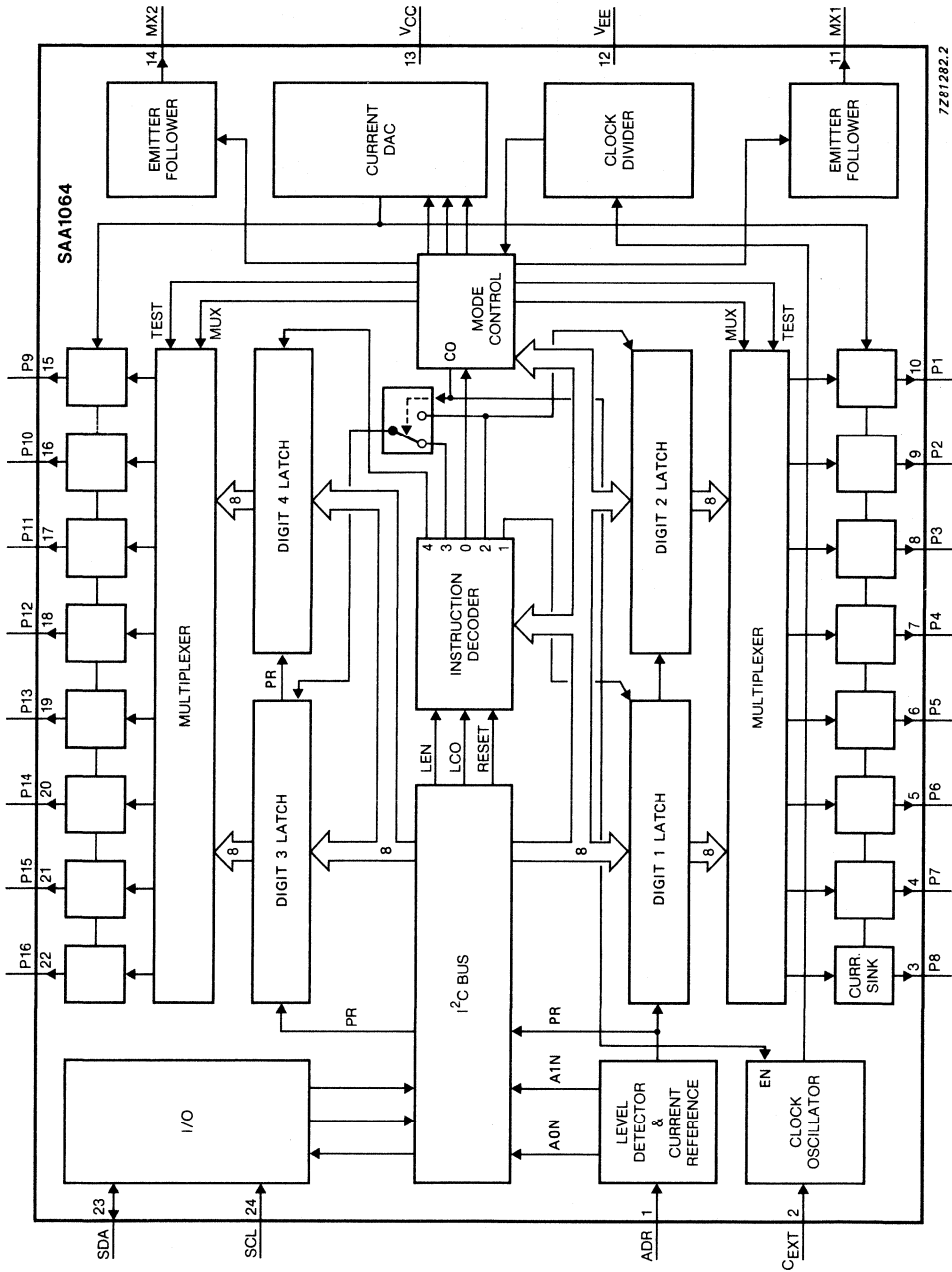 SAA1064
P16
P15
P14
P13
P12
P11
P10
P9
22
21
20
19
18
17
16
15
14 MX2
EMITTER
FOLLOWER
MULTIPLEXER
TEST
MUX
SDA 23
SCL 24
I/O
8
8
DIGIT 3 LATCH
PR
DIGIT 4 LATCH
PR
CURRENT
DAC
13 VCC
I²C BUS
LEN
LCO
RESET
INSTRUCTION
DECODER
4
3
0
2
1
CO
MODE
CONTROL
A0N
A1N
PR
8
CLOCK
DIVIDER
12 VEE
ADR 1
LEVEL
DETECTOR
&
CURRENT
REFERENCE
DIGIT 1 LATCH
DIGIT 2 LATCH
8
8
MUX
TEST
MULTIPLEXER
CEXT 2
EN
CLOCK
OSCILLATOR
CURR.
SINK
EMITTER
FOLLOWER
11 MX1
3
4
5
6
7
8
9
10
P8
P7
P6
P5
P4
P3
P2
P1
7Z81282.2